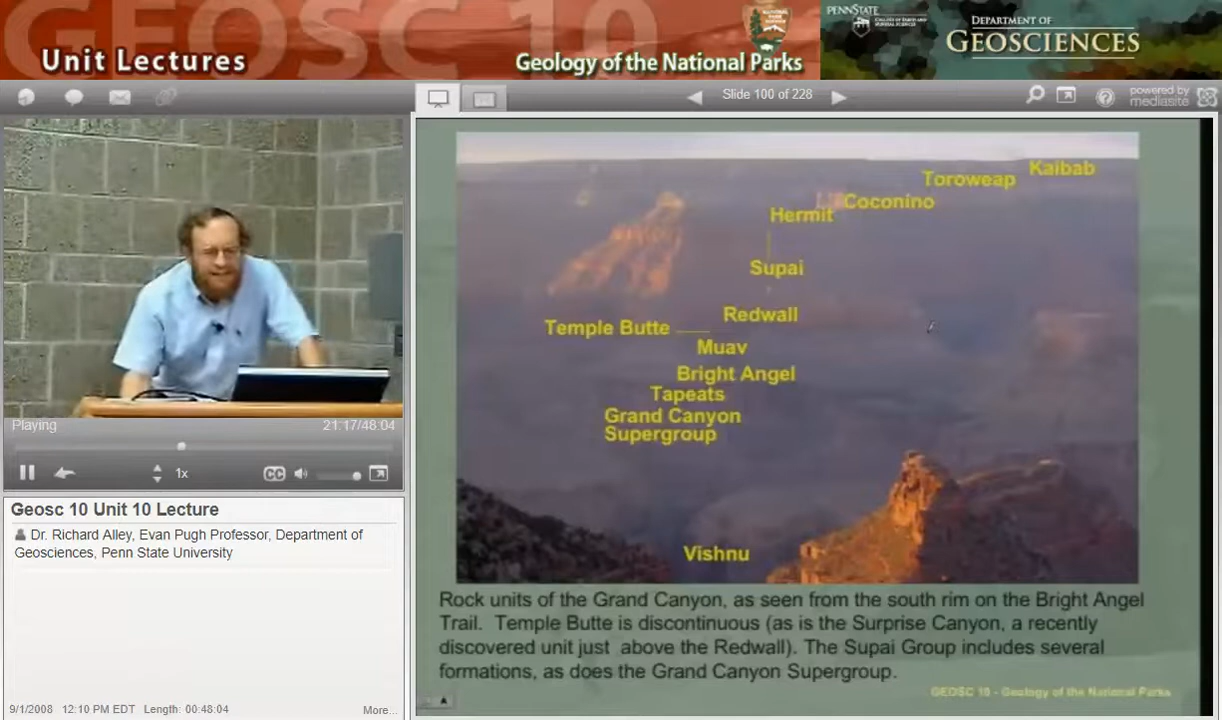 GEOSC 10
Unit Lectures
Geology of the National Parks
PENNSTATE
DEPARTMENT OF
GEOSCIENCES
Slide 100 of 228
powered by
mediasite
Kaibab
Toroweap
Coconino
Hermit
Supai
Redwall
Temple Butte
Muav
Bright Angel
Tapeats
Grand Canyon
Supergroup
Vishnu
Rock units of the Grand Canyon, as seen from the south rim on the Bright Angel
Trail. Temple Butte is discontinuous (as is the Surprise Canyon, a recently
discovered unit just above the Redwall). The Supai Group includes several
formations, as does the Grand Canyon Supergroup.
GEOSC 10 - Geology of the National Parks
Playing
21:17/48:04
1x
CC
Geosc 10 Unit 10 Lecture
Dr. Richard Alley, Evan Pugh Professor, Department of
Geosciences, Penn State University
9/1/2008 12:10 PM EDT Length: 00:48:04
More...